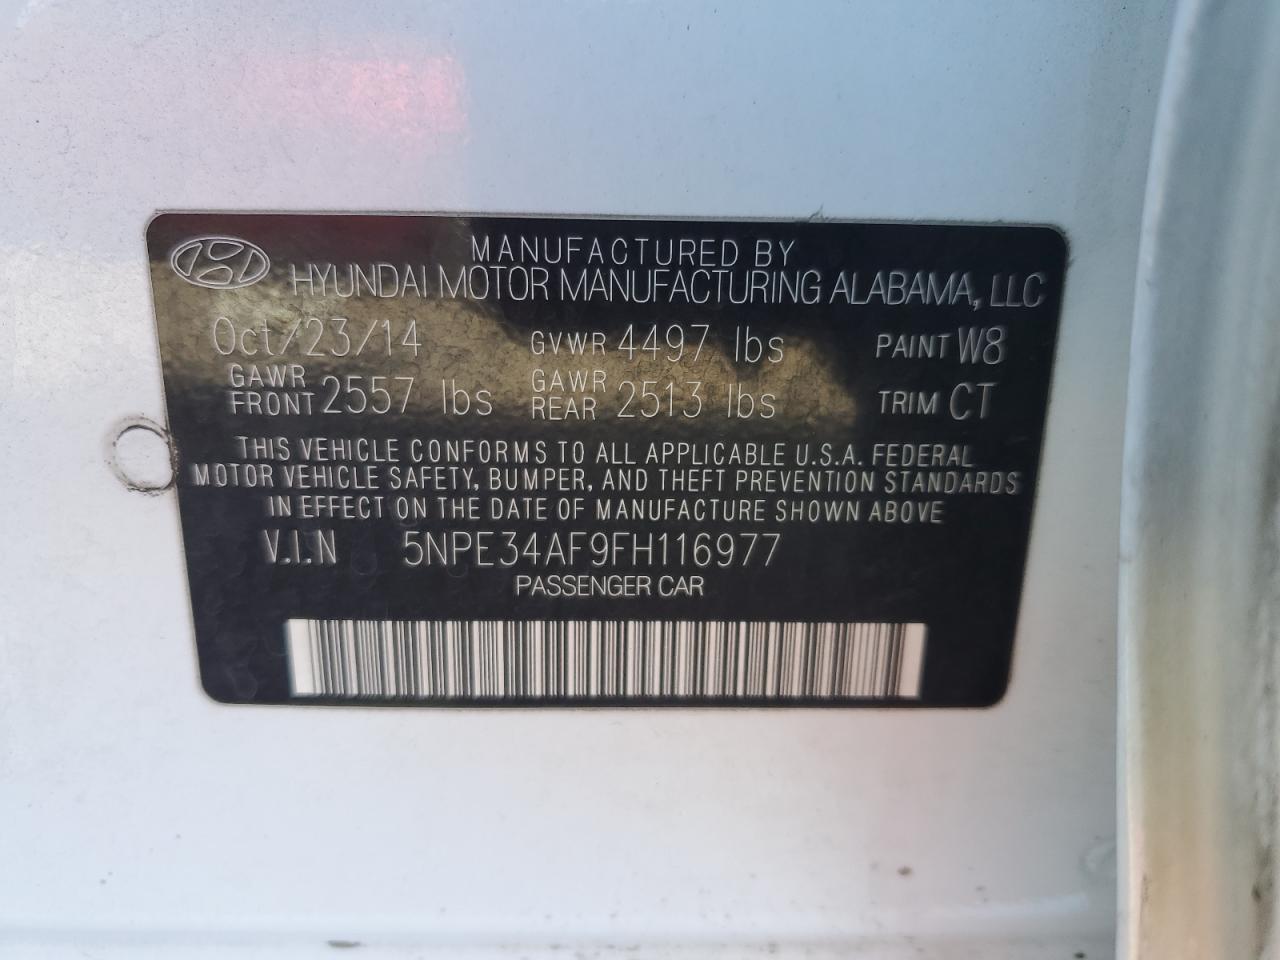 MANUFACTURED BY
HYUNDAI MOTOR MANUFACTURING ALABAMA, LLC
Oct/23/14 GVWR 4497 lbs PAINT W8
GAWR FRONT 2557 lbs GAWR REAR 2513 lbs TRIM CT
THIS VEHICLE CONFORMS TO ALL APPLICABLE U.S.A. FEDERAL
MOTOR VEHICLE SAFETY, BUMPER, AND THEFT PREVENTION STANDARDS
IN EFFECT ON THE DATE OF MANUFACTURE SHOWN ABOVE
V.I.N 5NPE34AF9FH116977
PASSENGER CAR